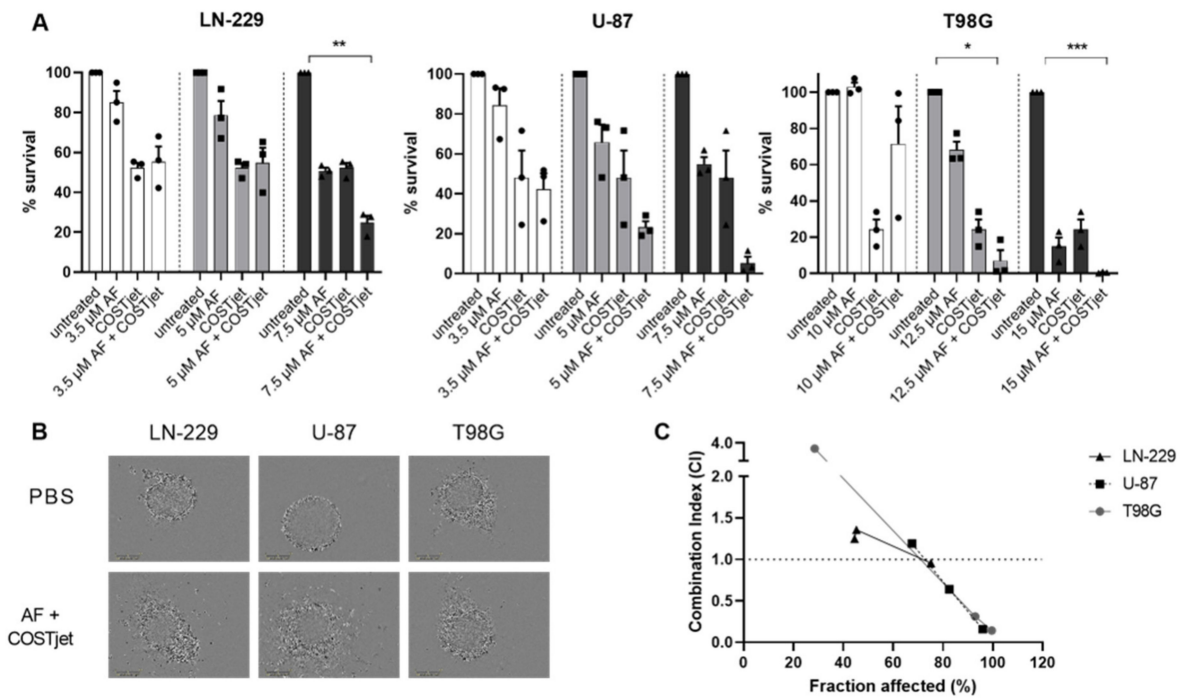 A
LN-229
U-87
T98G
**
*
***
% survival
100
80
60
40
20
0
untreated
3.5 µM AF
COSTjet
3.5 µM AF + COSTjet
untreated
5 µM AF
COSTjet
5 µM AF + COSTjet
untreated
7.5 µM AF
COSTjet
7.5 µM AF + COSTjet
% survival
100
80
60
40
20
0
untreated
3.5 µM AF
COSTjet
3.5 µM AF + COSTjet
untreated
5 µM AF
COSTjet
5 µM AF + COSTjet
untreated
7.5 µM AF
COSTjet
7.5 µM AF + COSTjet
% survival
100
80
60
40
20
0
untreated
10 µM AF
COSTjet
10 µM AF + COSTjet
untreated
12.5 µM AF
COSTjet
12.5 µM AF + COSTjet
untreated
15 µM AF
COSTjet
15 µM AF + COSTjet
B
LN-229
U-87
T98G
PBS
AF +
COSTjet
C
Combination Index (CI)
4.0
2.0
1.5
1.0
0.5
0.0
0
20
40
60
80
100
120
Fraction affected (%)
LN-229
U-87
T98G